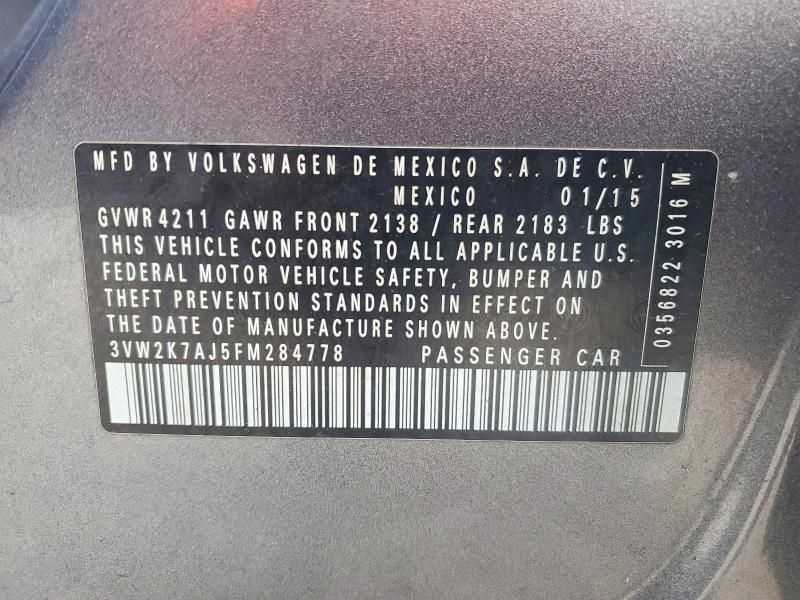 MFD BY VOLKSWAGEN DE MEXICO S.A. DE C.V.
MEXICO 01/15
GVWR 4211 GAWR FRONT 2138 / REAR 2183 LBS
THIS VEHICLE CONFORMS TO ALL APPLICABLE U.S.
FEDERAL MOTOR VEHICLE SAFETY, BUMPER AND
THEFT PREVENTION STANDARDS IN EFFECT ON
THE DATE OF MANUFACTURE SHOWN ABOVE.
3VW2K7AJ5FM284778 PASSENGER CAR
0356822 3016 M